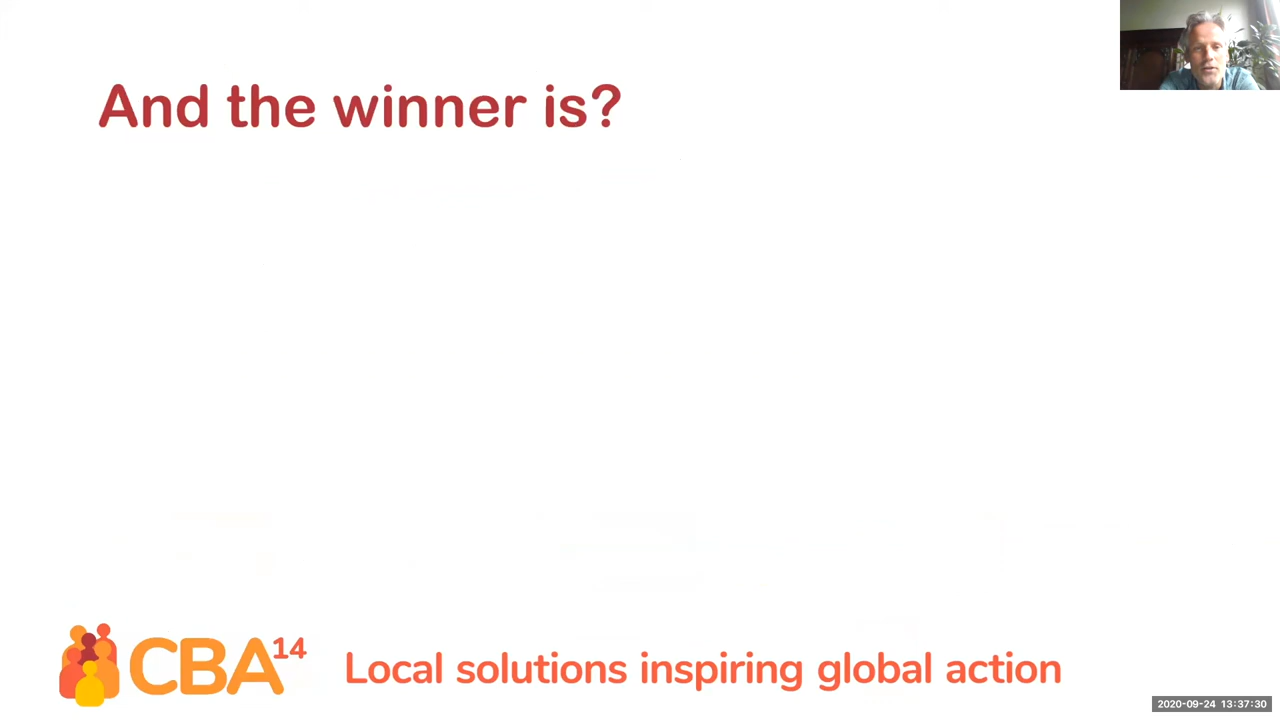 And the winner is?
CBA14
Local solutions inspiring global action
2020-09-24 13:37:30